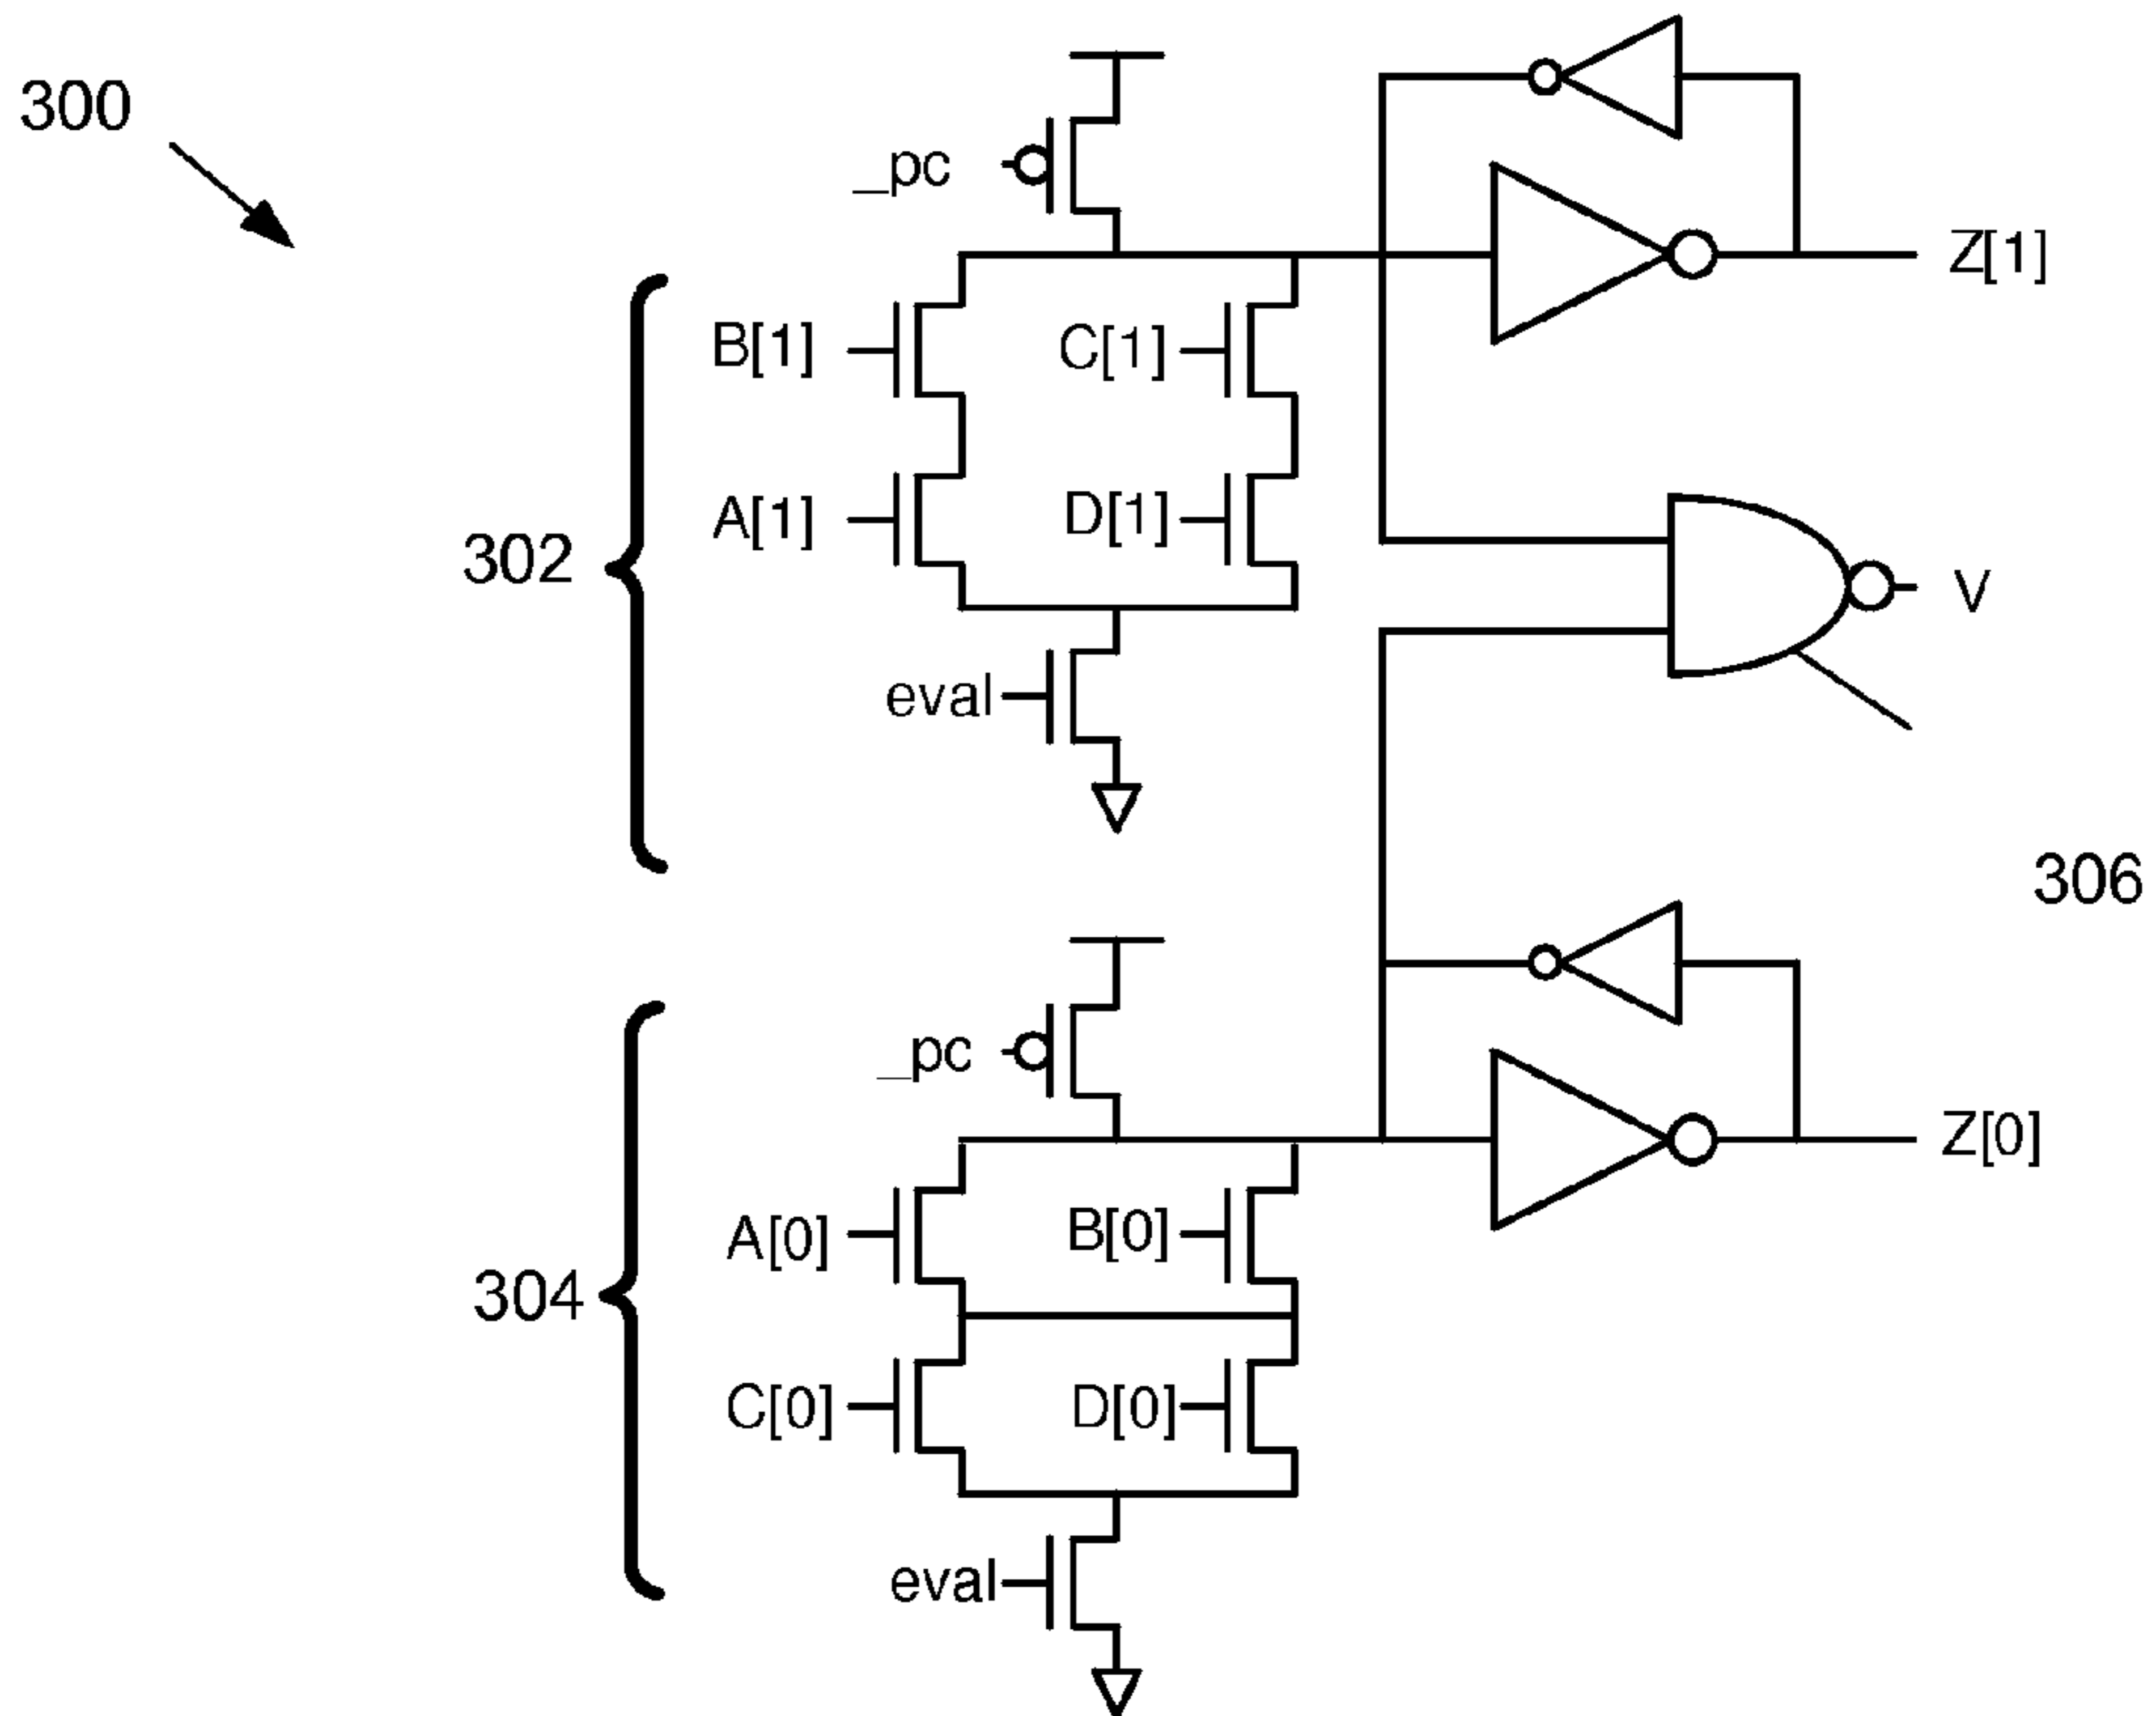 300
_pc
Z[1]
B[1]
C[1]
A[1]
D[1]
302
V
eval
306
_pc
Z[0]
A[0]
B[0]
304
C[0]
D[0]
eval